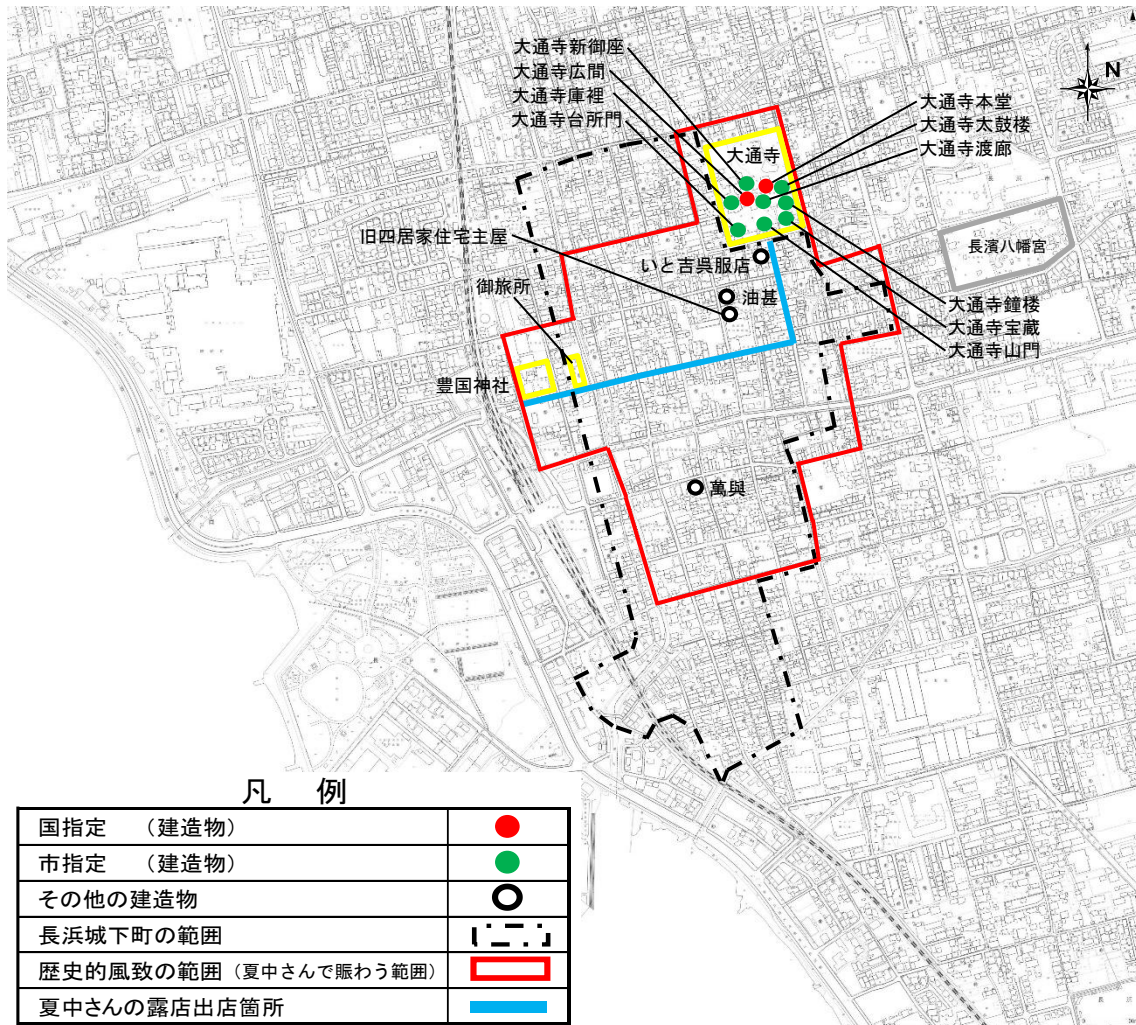 大通寺新御座
大通寺広間
大通寺庫裡
大通寺台所門
N
大通寺本堂
大通寺太鼓楼
大通寺渡廊
大通寺
旧四居家住宅主屋
いと吉呉服店
長濱八幡宮
御旅所
油甚
大通寺鐘楼
大通寺宝蔵
大通寺山門
豊国神社
萬與
凡 例
国指定 （建造物）
市指定 （建造物）
その他の建造物
長浜城下町の範囲
歴史的風致の範囲（夏中さんで賑わう範囲）
夏中さんの露店出店箇所